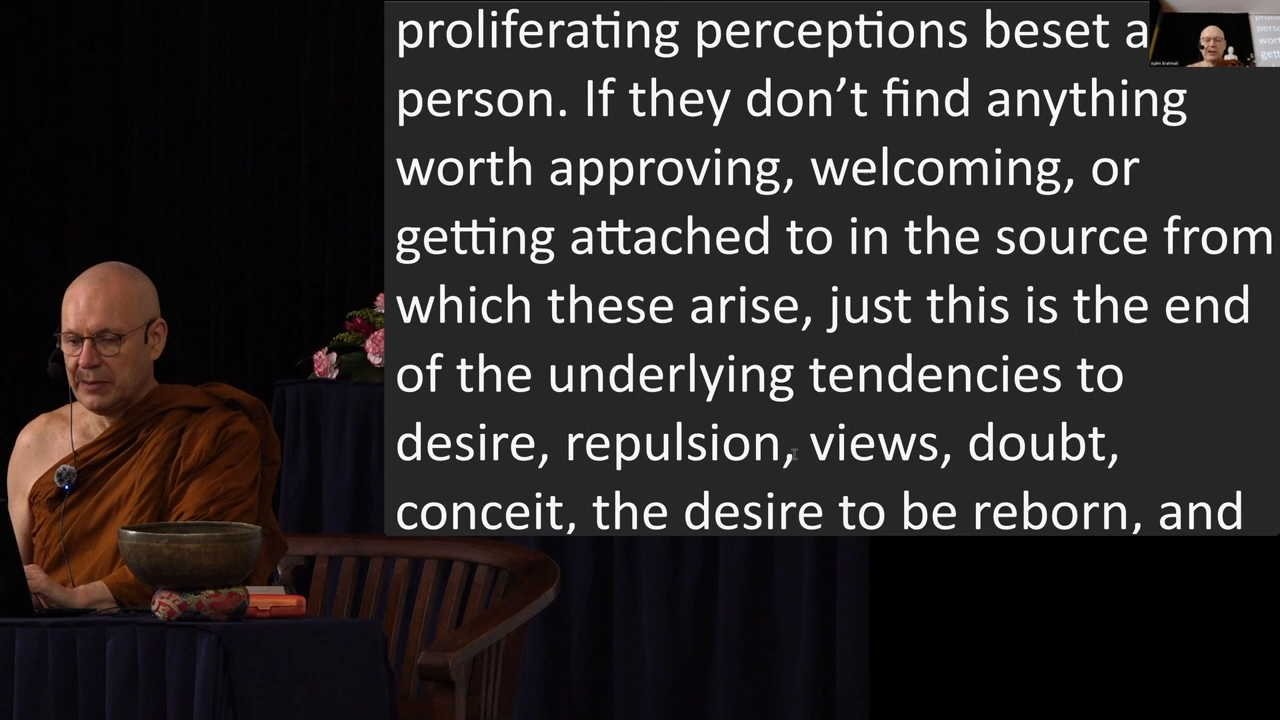 proliferating perceptions beset a
person. If they don’t find anything
worth approving, welcoming, or
getting attached to in the source from
which these arise, just this is the end
of the underlying tendencies to
desire, repulsion, views, doubt,
conceit, the desire to be reborn, and
Ajahn Brahmali